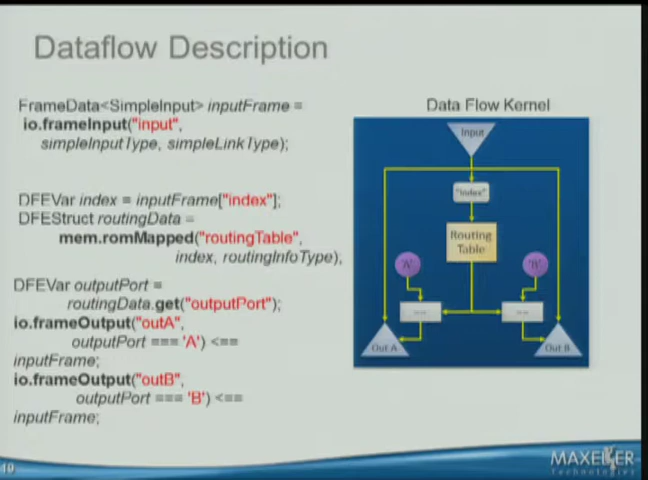 Dataflow Description
FrameData<SimpleInput> inputFrame =
io.frameInput("input",
simpleInputType, simpleLinkType);
DFEVar index = inputFrame["index"];
DFEStruct routingData =
mem.romMapped("routingTable",
index, routingInfoType),
DFEVar outputPort =
routingData.get("outputPort");
io.frameOutput("outA",
outputPort === 'A') <==
inputFrame;
io.frameOutput("outB",
outputPort === 'B') <==
inputFrame;
Data Flow Kernel
Input
"index"
Routing
Table
'A'
'B'
==
==
Out A
Out B
19
MAXELER
Technologies